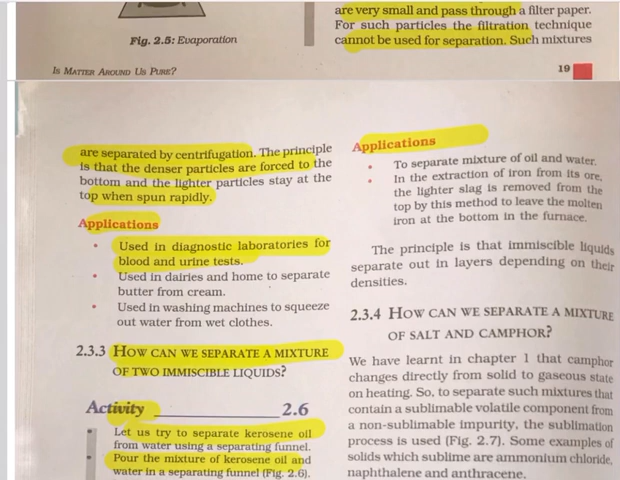 Fig. 2.5: Evaporation
are very small and pass through a filter paper.
For such particles the filtration technique
cannot be used for separation. Such mixtures
IS MATTER AROUND US PURE?
19
are separated by centrifugation. The principle
is that the denser particles are forced to the
bottom and the lighter particles stay at the
top when spun rapidly.
Applications
• Used in diagnostic laboratories for
blood and urine tests.
• Used in dairies and home to separate
butter from cream.
• Used in washing machines to squeeze
out water from wet clothes.
2.3.3 HOW CAN WE SEPARATE A MIXTURE
OF TWO IMMISCIBLE LIQUIDS?
Activity ______________ 2.6
• Let us try to separate kerosene oil
from water using a separating funnel.
• Pour the mixture of kerosene oil and
water in a separating funnel (Fig. 2.6).
Applications
• To separate mixture of oil and water.
• In the extraction of iron from its ore,
the lighter slag is removed from the
top by this method to leave the molten
iron at the bottom in the furnace.
The principle is that immiscible liquids
separate out in layers depending on their
densities.
2.3.4 HOW CAN WE SEPARATE A MIXTURE
OF SALT AND CAMPHOR?
We have learnt in chapter 1 that camphor
changes directly from solid to gaseous state
on heating. So, to separate such mixtures that
contain a sublimable volatile component from
a non-sublimable impurity, the sublimation
process is used (Fig. 2.7). Some examples of
solids which sublime are ammonium chloride,
naphthalene and anthracene.